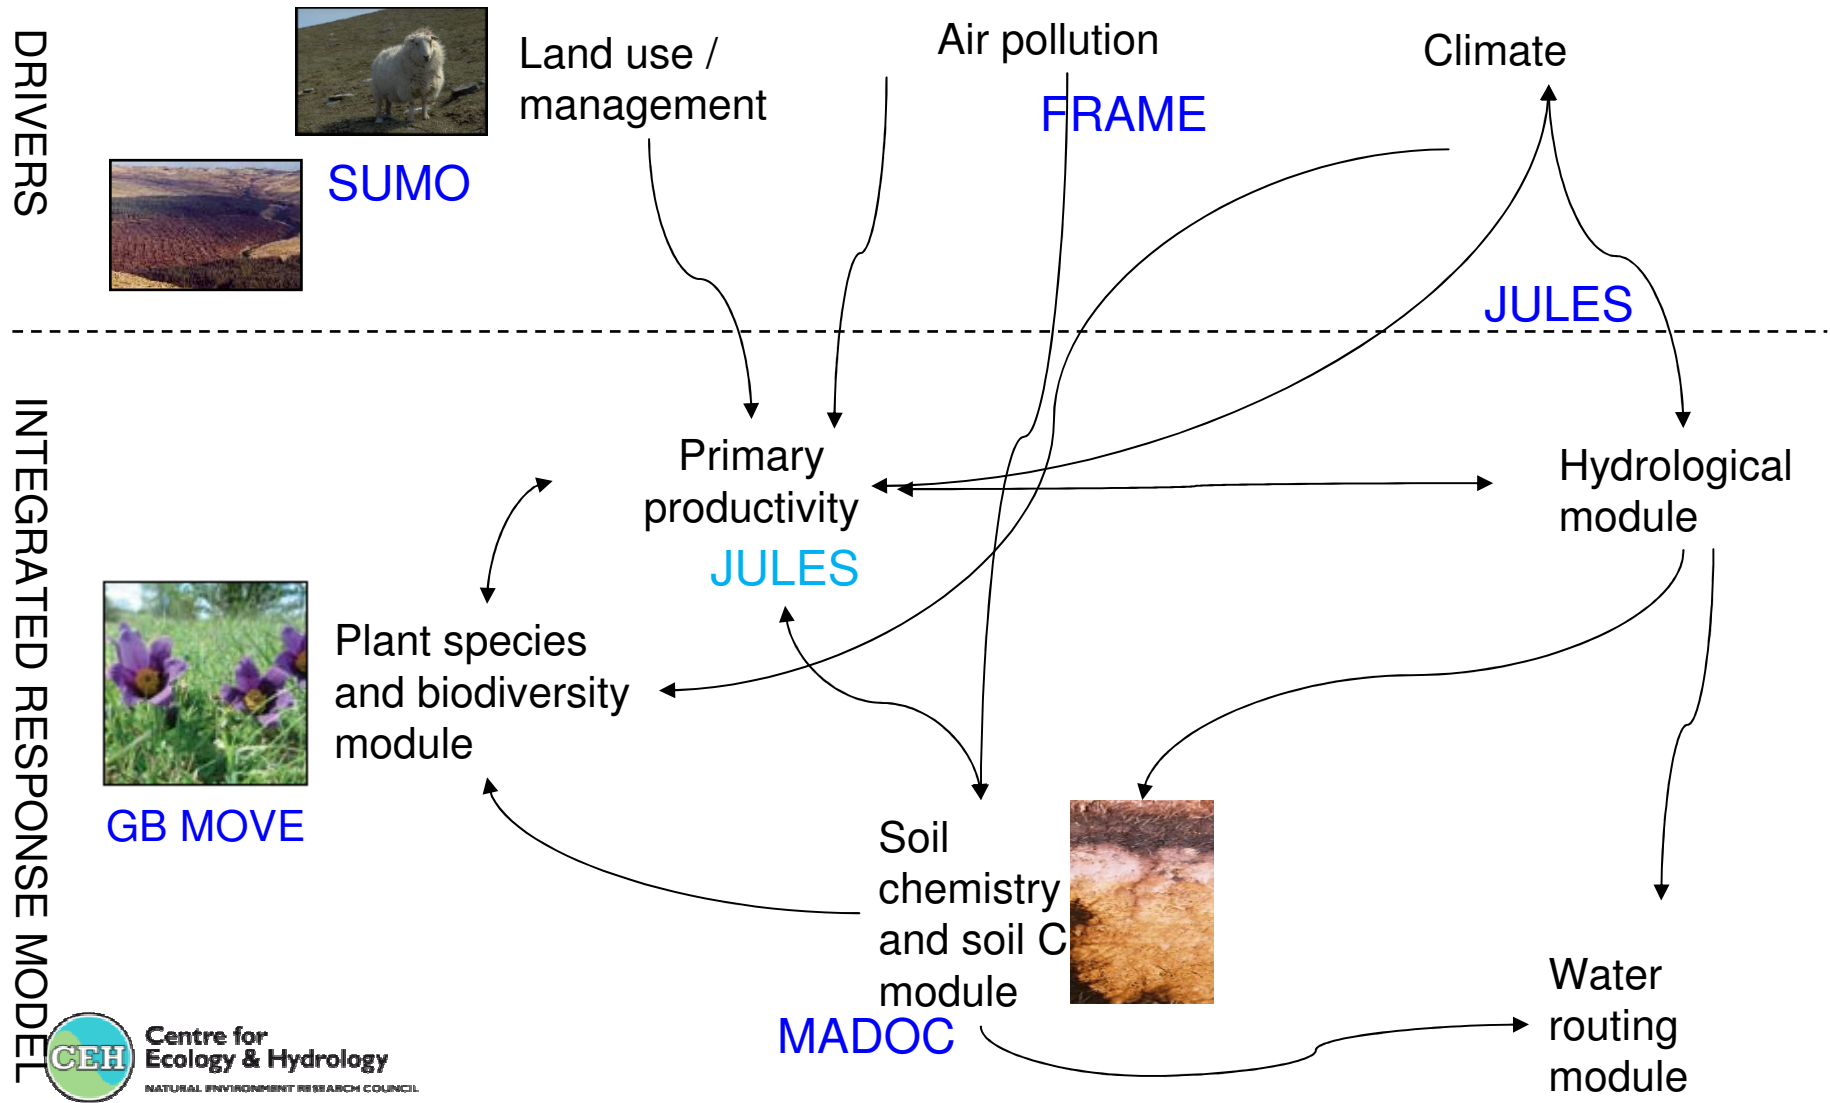 DRIVERS
Land use /
management
Air pollution
Climate
FRAME
SUMO
JULES
INTEGRATED RESPONSE MODEL
Primary
productivity
JULES
Hydrological
module
Plant species
and biodiversity
module
GB MOVE
Soil
chemistry
and soil C
module
MADOC
Water
routing
module
CEH
Centre for
Ecology & Hydrology
NATURAL ENVIRONMENT RESEARCH COUNCIL